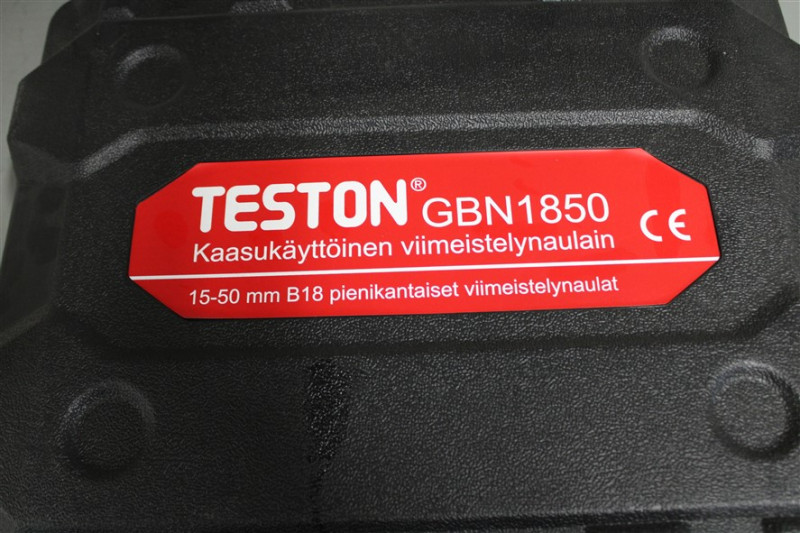 TESTON® GBN1850
Kaasukäyttöinen viimeistelynaulain
CE
15-50 mm B18 pienikantaiset viimeistelynaulat